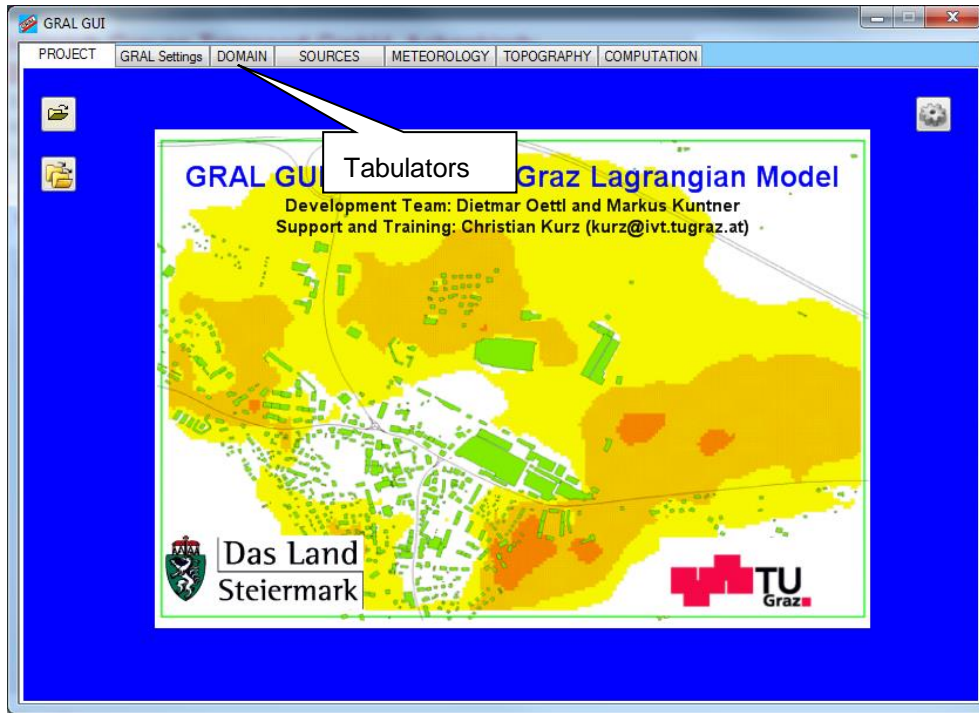 GRAL GUI
PROJECT GRAL Settings DOMAIN SOURCES METEOROLOGY TOPOGRAPHY COMPUTATION
Tabulators
GRAL GU Graz Lagrangian Model
Development Team: Dietmar Oettl and Markus Kuntner
Support and Training: Christian Kurz (kurz@ivt.tugraz.at)
Das Land
Steiermark
TU
Graz